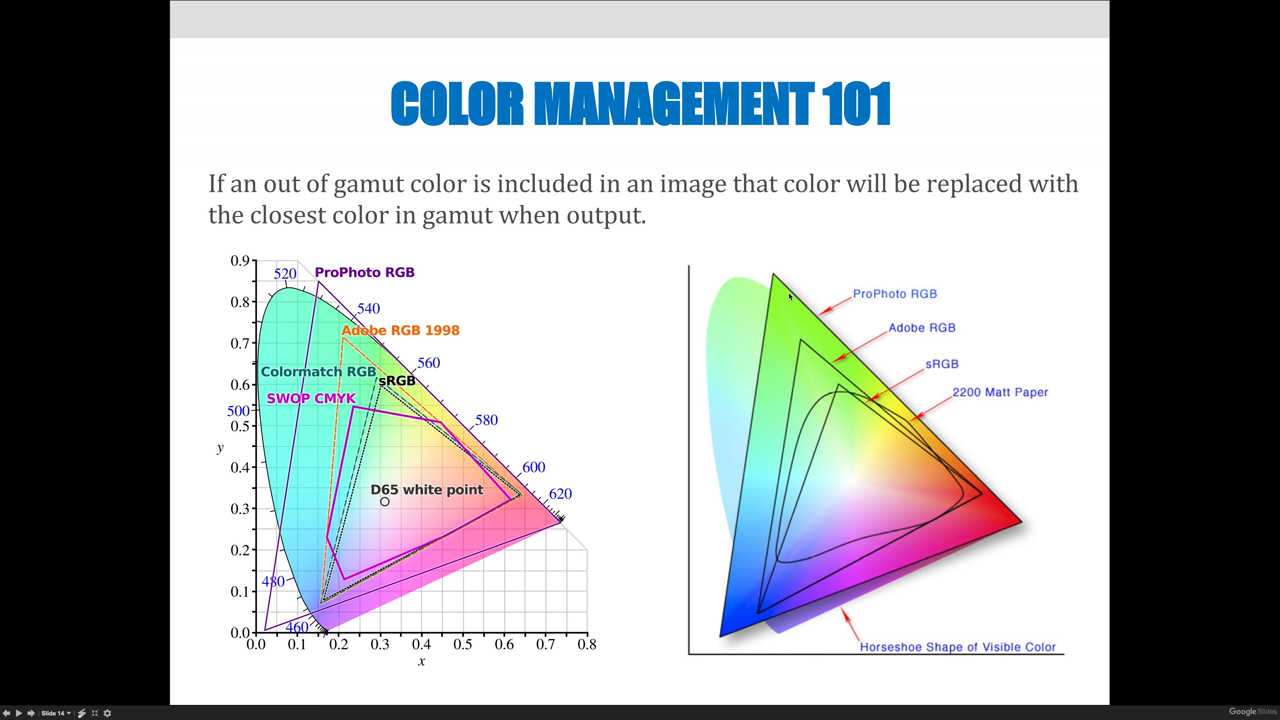 COLOR MANAGEMENT 101
If an out of gamut color is included in an image that color will be replaced with
the closest color in gamut when output.
0.9
0.8
0.7
0.6
0.5
0.4
0.3
0.2
0.1
0.0
y
0.0 0.1 0.2 0.3 0.4 0.5 0.6 0.7 0.8
x
520
540
560
580
600
620
500
480
460
ProPhoto RGB
Adobe RGB 1998
Colormatch RGB
sRGB
SWOP CMYK
D65 white point
ProPhoto RGB
Adobe RGB
sRGB
2200 Matt Paper
Horseshoe Shape of Visible Color
Slide 14
Google Slides